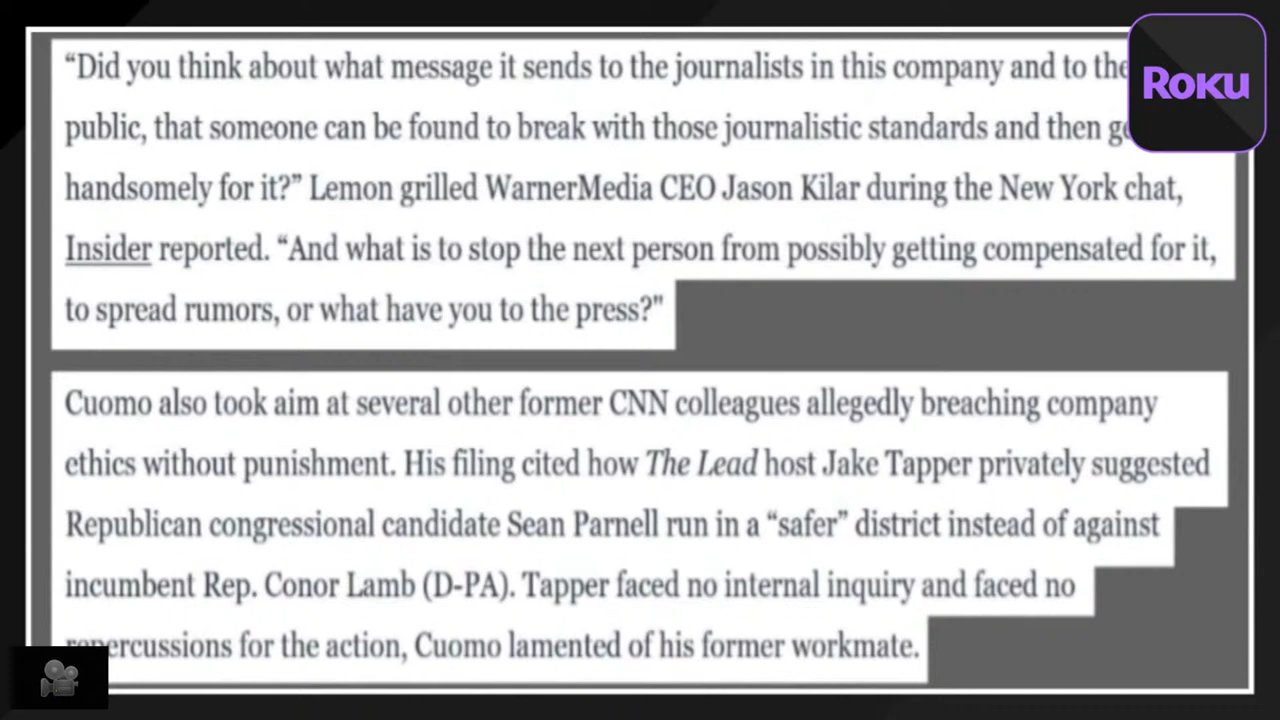 “Did you think about what message it sends to the journalists in this company and to the
Roku
public, that someone can be found to break with those journalistic standards and then
handsomely for it?” Lemon grilled WarnerMedia CEO Jason Kilar during the New York chat,
Insider reported. “And what is to stop the next person from possibly getting compensated for it,
to spread rumors, or what have you to the press?"
Cuomo also took aim at several other former CNN colleagues allegedly breaching company
ethics without punishment. His filing cited how The Lead host Jake Tapper privately suggested
Republican congressional candidate Sean Parnell run in a “safer” district instead of against
incumbent Rep. Conor Lamb (D-PA). Tapper faced no internal inquiry and faced no
repercussions for the action, Cuomo lamented of his former workmate.